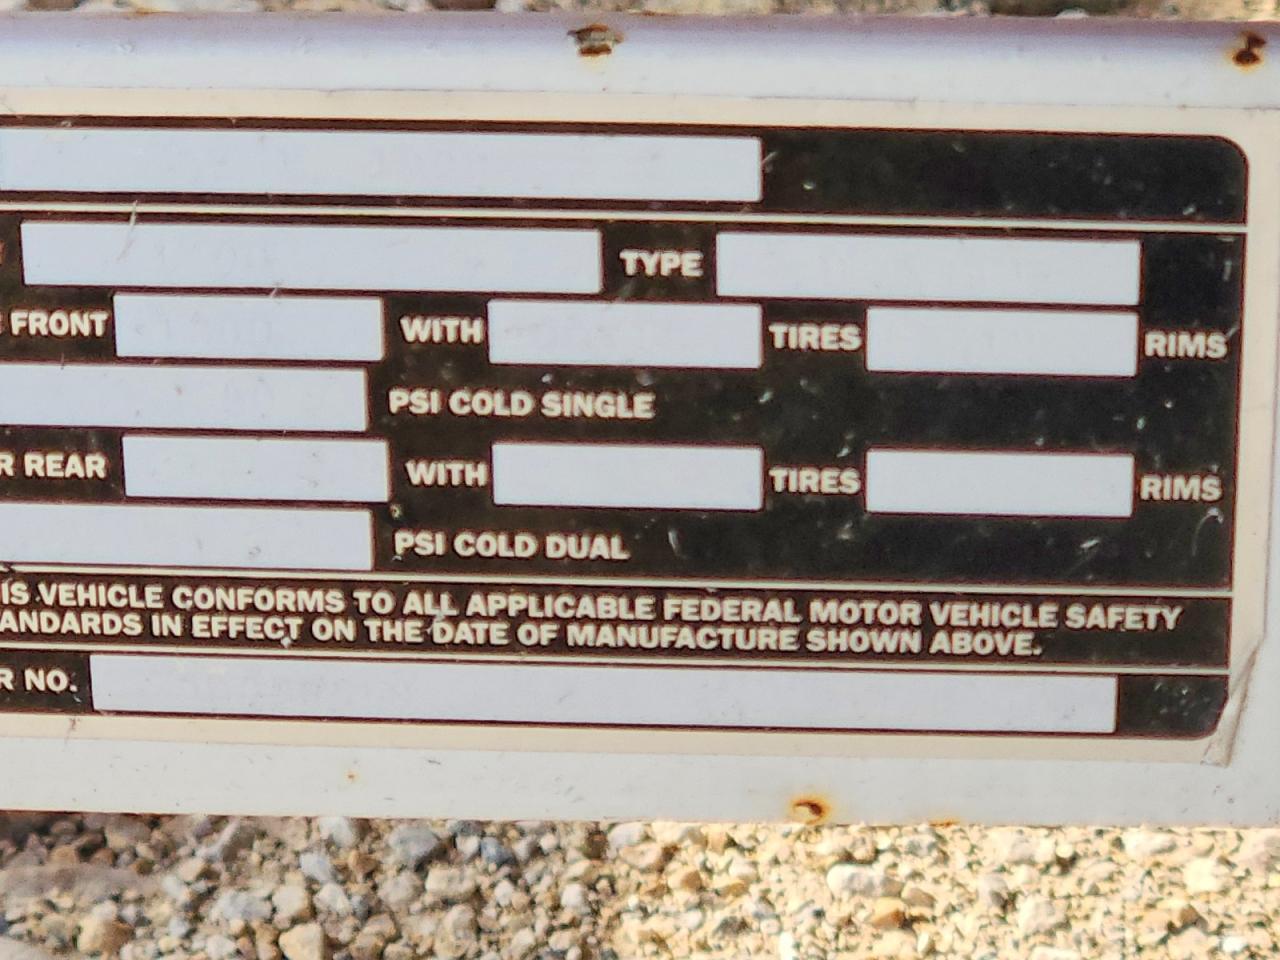 TYPE
FRONT WITH TIRES RIMS
PSI COLD SINGLE
R REAR WITH TIRES RIMS
PSI COLD DUAL
IS VEHICLE CONFORMS TO ALL APPLICABLE FEDERAL MOTOR VEHICLE SAFETY
ANDARDS IN EFFECT ON THE DATE OF MANUFACTURE SHOWN ABOVE.
R NO.